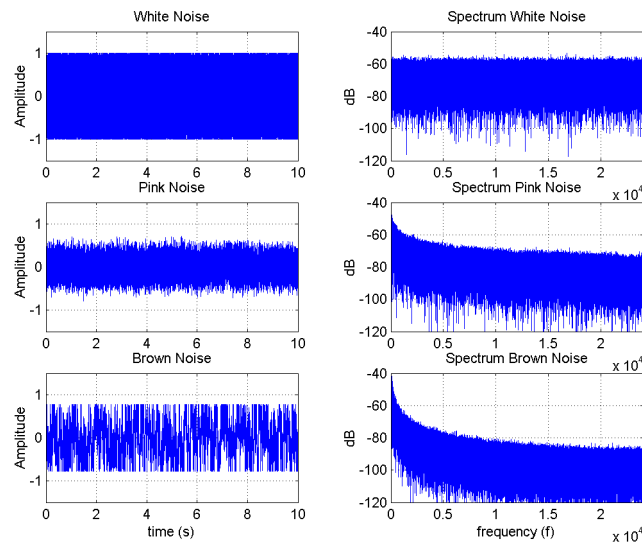 White Noise
Amplitude
1
0
-1
0 2 4 6 8 10
Spectrum White Noise
dB
-40
-60
-80
-100
-120
0 0.5 1 1.5 2
x 10^4
Pink Noise
Amplitude
1
0
-1
0 2 4 6 8 10
Spectrum Pink Noise
dB
-40
-60
-80
-100
-120
0 0.5 1 1.5 2
x 10^4
Brown Noise
Amplitude
1
0
-1
0 2 4 6 8 10
time (s)
Spectrum Brown Noise
dB
-40
-60
-80
-100
-120
0 0.5 1 1.5 2
frequency (f)
x 10^4